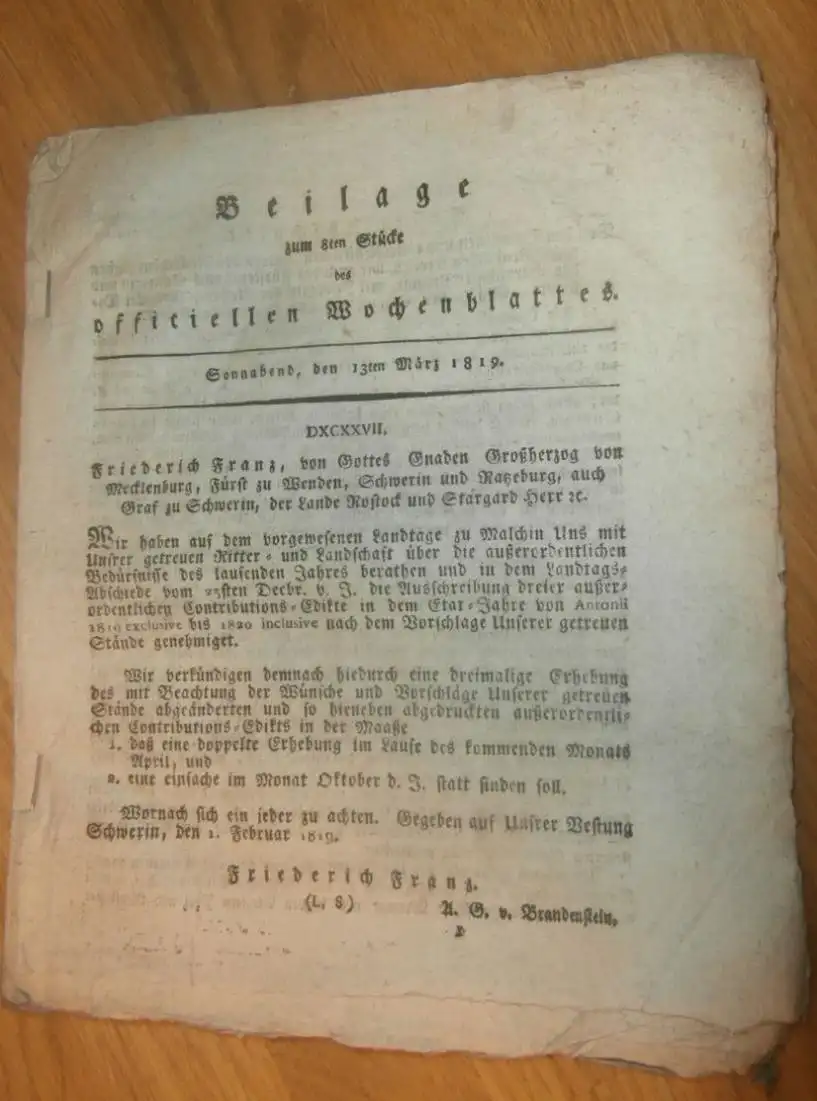 Beilage
zum 8ten Stücke
des
officiellen Wochenblattes.
Sonnabend, den 13ten März 1819.
DXCXXVII.
Friederich Franz, von Gottes Gnaden Großherzog von
Mecklenburg, Fürst zu Wenden, Schwerin und Ratzeburg, auch
Graf zu Schwerin, der Lande Rostock und Stargard Herr ꝛc.
Wir haben auf dem vorgewesenen Landtage zu Malchin Uns mit
Unsrer getreuen Ritter- und Landschaft über die außerordentlichen
Bedürfnisse des laufenden Jahres berathen und in dem Landtags-
Abschiede vom Decbr. v. J. die Ausschreibung dreier außer-
ordentlichen Contributions-Edikte in dem Etat-Jahre von Antonii
1819 exclusive bis 1820 inclusive nach dem Vorschlage Unserer getreuen
Stände genehmiget.
Wir verkündigen demnach hiedurch eine dreimalige Erhebung
des mit Beachtung der Wünsche und Vorschläge Unserer getreuen
Stände abgeänderten und so hieneben abgedruckten außerordentli-
chen Contributions-Edikts in der Maaße
1. daß eine doppelte Erhebung im Laufe des kommenden Monats
April, und
2. eine einfache im Monat Oktober d. J. statt finden soll.
Wornach sich ein jeder zu achten. Gegeben auf Unsrer Vestung
Schwerin, den 1. Februar 1819.
Friederich Franz.
(L. S.)
A. G. v. Brandenstein.